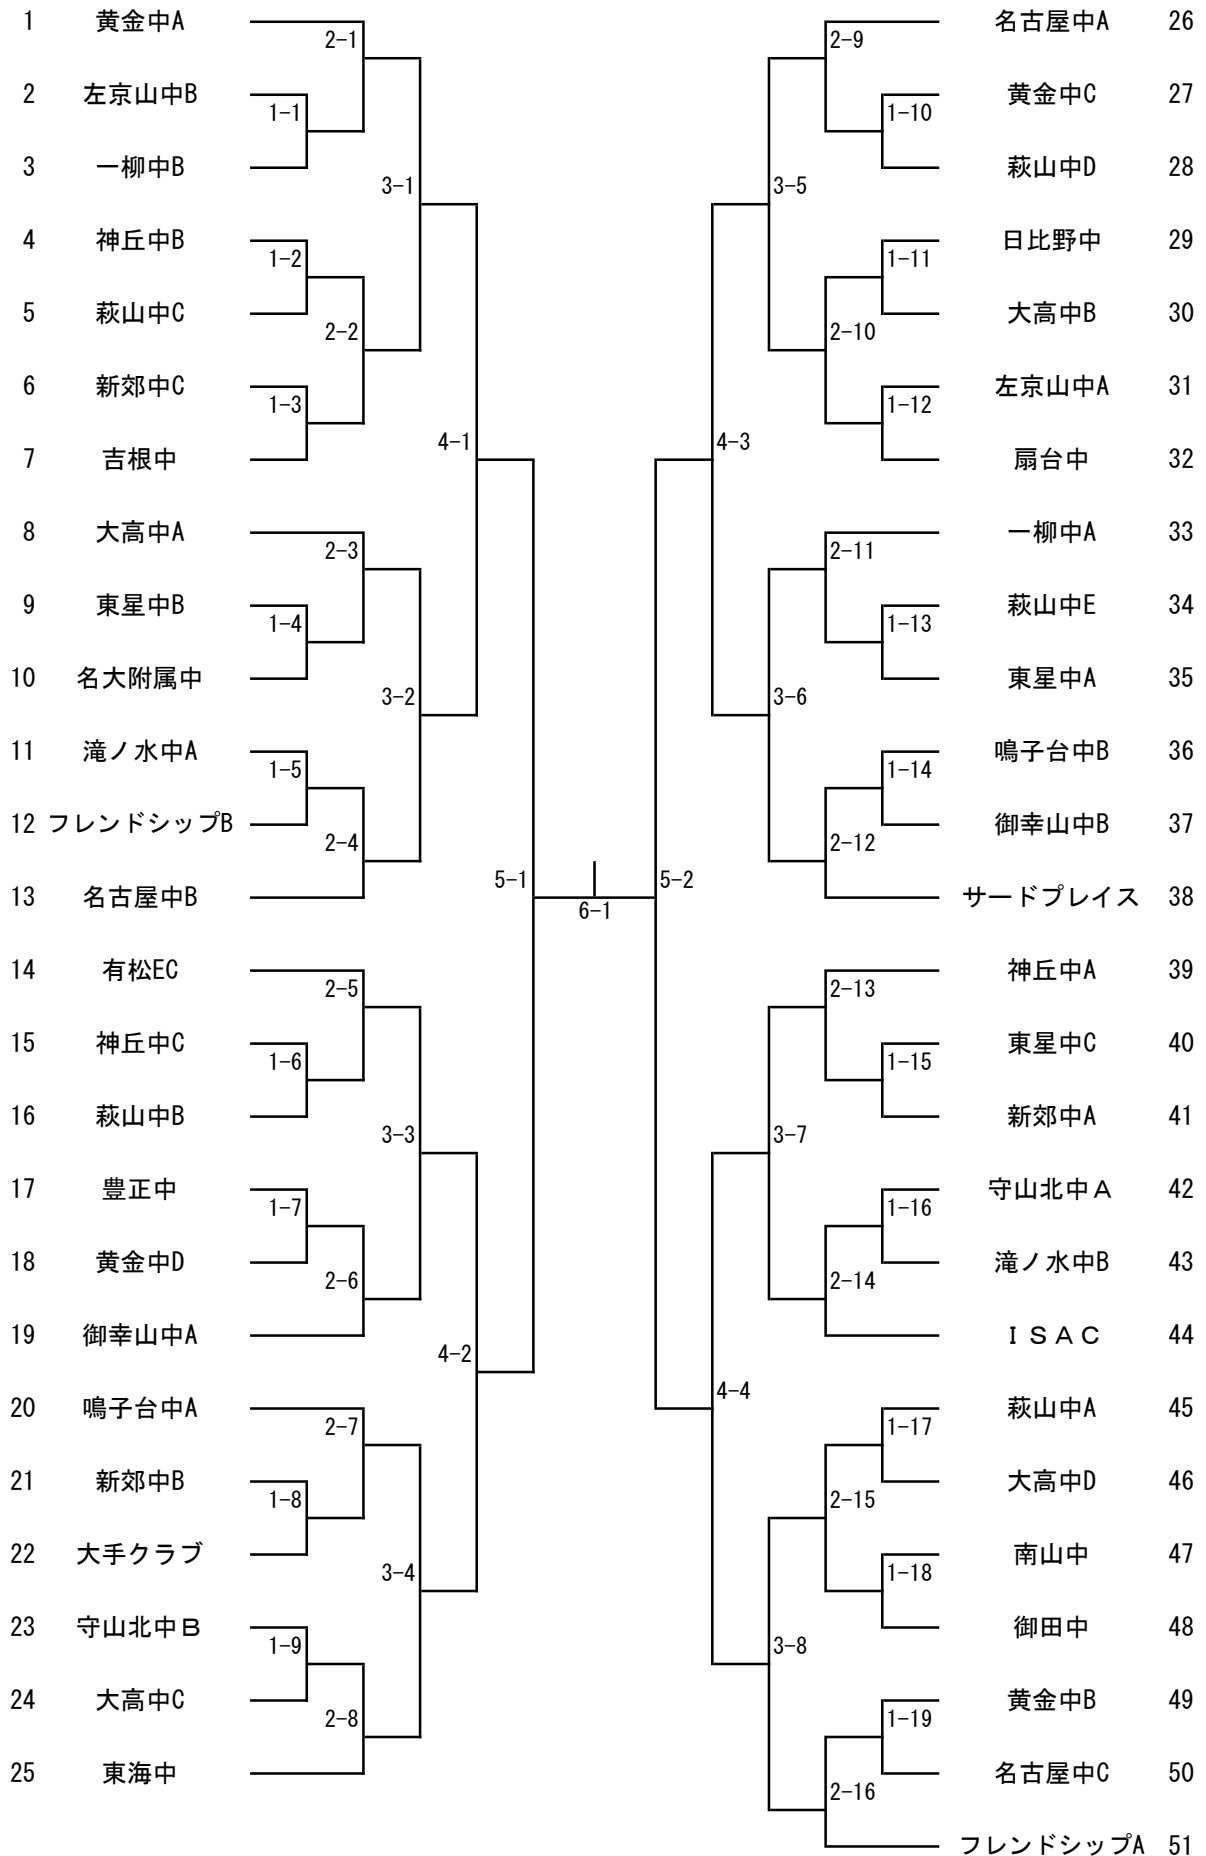 1 黄金中A
2-1
2 左京山中B
1-1
3 一柳中B
3-1
4 神丘中B
1-2
5 萩山中C
2-2
6 新郊中C
1-3
7 吉根中
4-1
8 大高中A
2-3
9 東星中B
1-4
10 名大附属中
3-2
11 滝ノ水中A
1-5
12 フレンドシップB
2-4
13 名古屋中B
5-1
14 有松EC
2-5
15 神丘中C
1-6
16 萩山中B
3-3
17 豊正中
1-7
18 黄金中D
2-6
19 御幸山中A
4-2
20 鳴子台中A
2-7
21 新郊中B
1-8
22 大手クラブ
3-4
23 守山北中B
1-9
24 大高中C
2-8
25 東海中
6-1
名古屋中A 26
2-9
黄金中C 27
1-10
萩山中D 28
3-5
日比野中 29
1-11
大高中B 30
2-10
左京山中A 31
1-12
扇台中 32
4-3
一柳中A 33
2-11
萩山中E 34
1-13
東星中A 35
3-6
鳴子台中B 36
1-14
御幸山中B 37
2-12
サードプレイス 38
5-2
神丘中A 39
2-13
東星中C 40
1-15
新郊中A 41
3-7
守山北中A 42
1-16
滝ノ水中B 43
2-14
ISAC 44
4-4
萩山中A 45
1-17
大高中D 46
2-15
南山中 47
1-18
御田中 48
3-8
黄金中B 49
1-19
名古屋中C 50
2-16
フレンドシップA 51